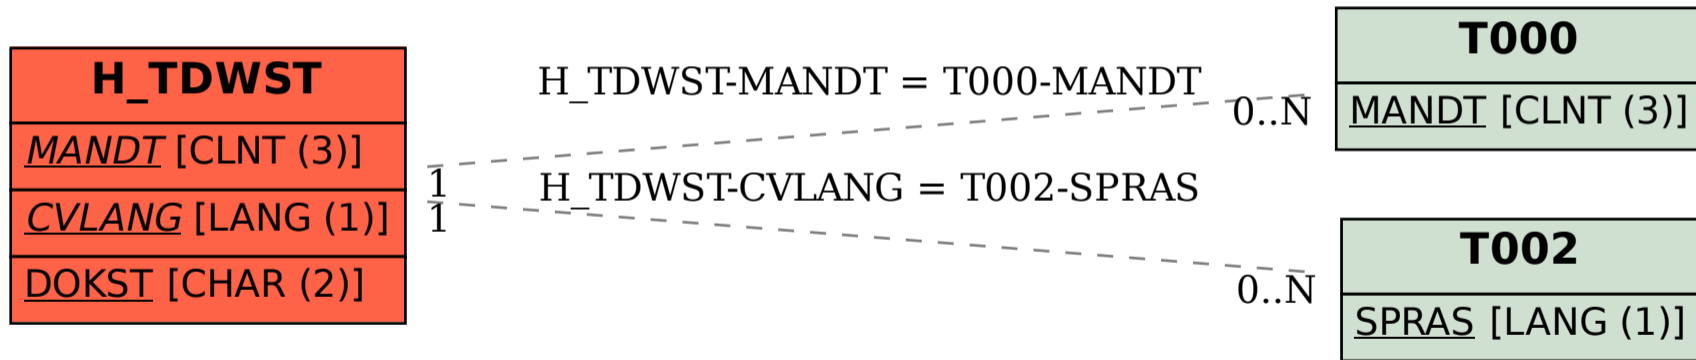 H_TDWST
MANDT [CLNT (3)]
CVLANG [LANG (1)]
DOKST [CHAR (2)]
H_TDWST-MANDT = T000-MANDT
0..N
1
H_TDWST-CVLANG = T002-SPRAS
1
0..N
T000
MANDT [CLNT (3)]
T002
SPRAS [LANG (1)]